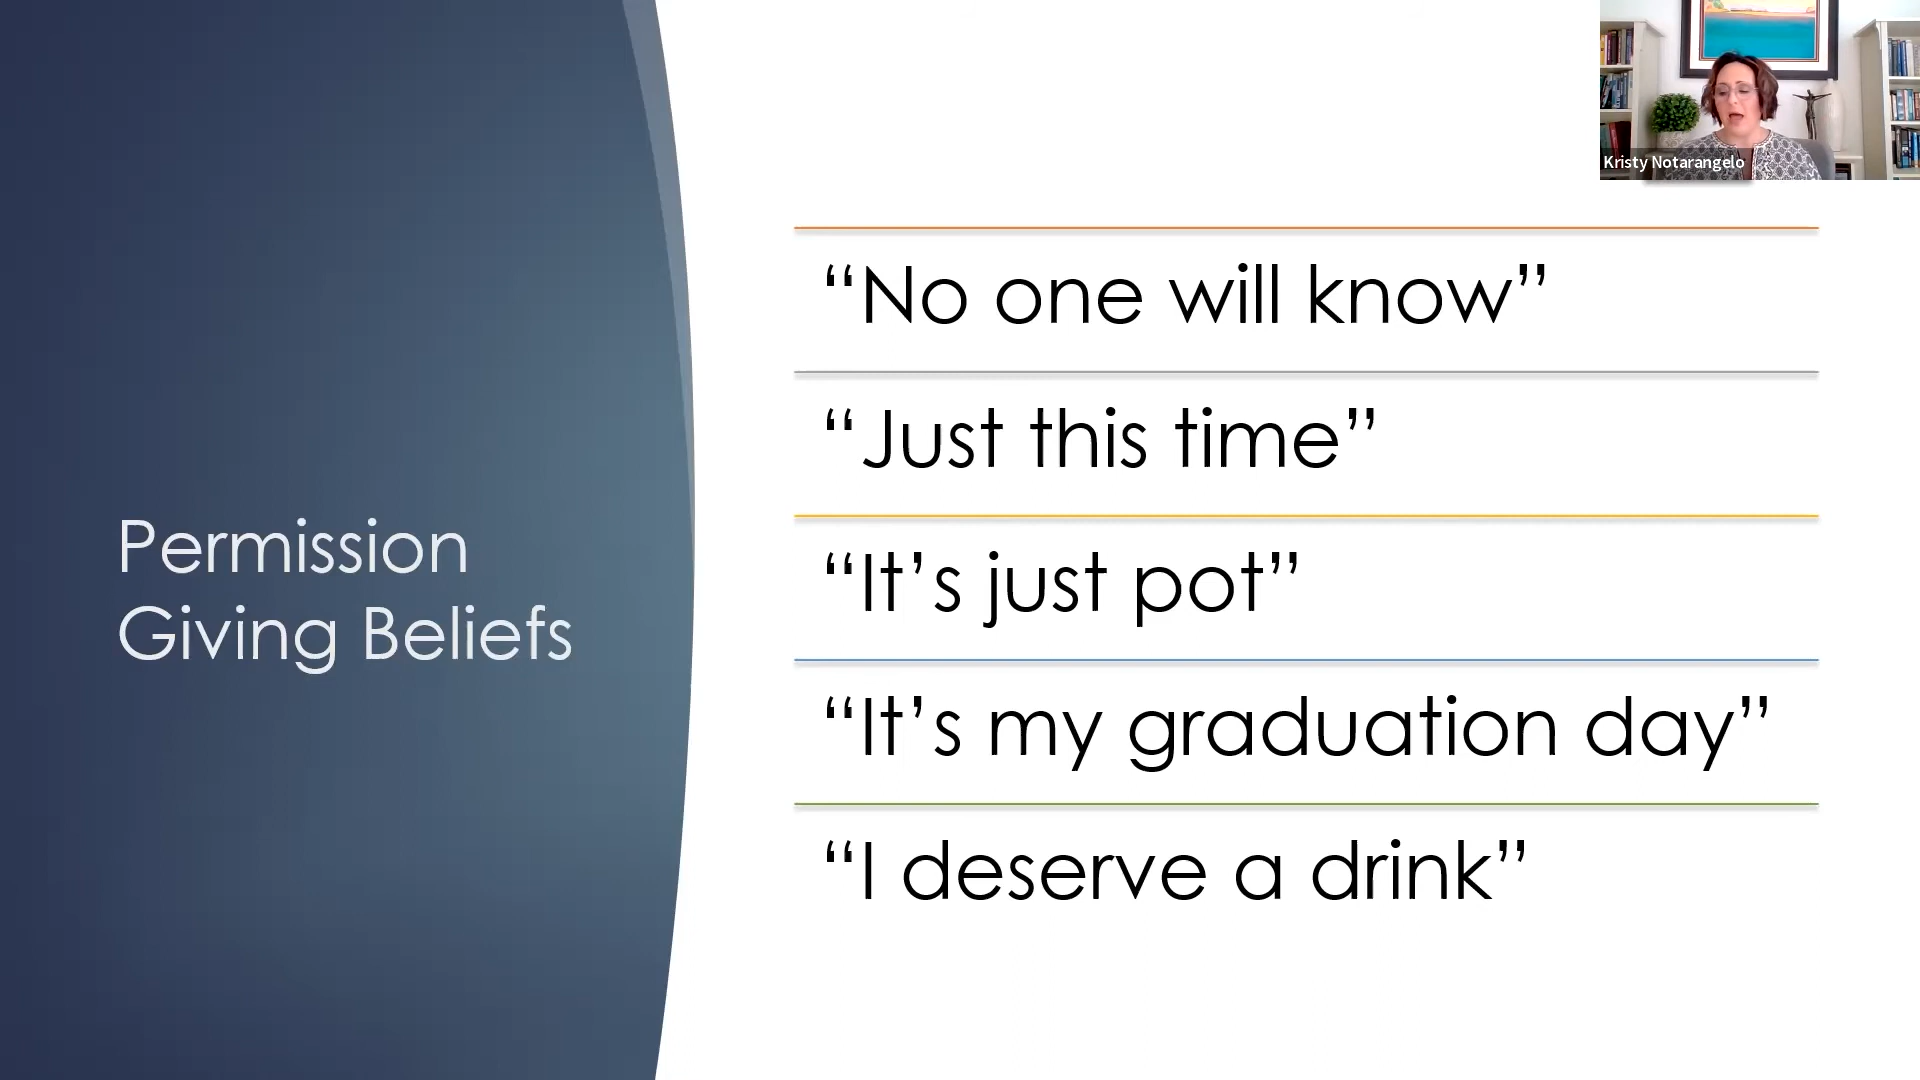 Kristy Notarangelo
Permission
Giving Beliefs
“No one will know”
“Just this time”
“It’s just pot”
“It’s my graduation day”
“I deserve a drink”